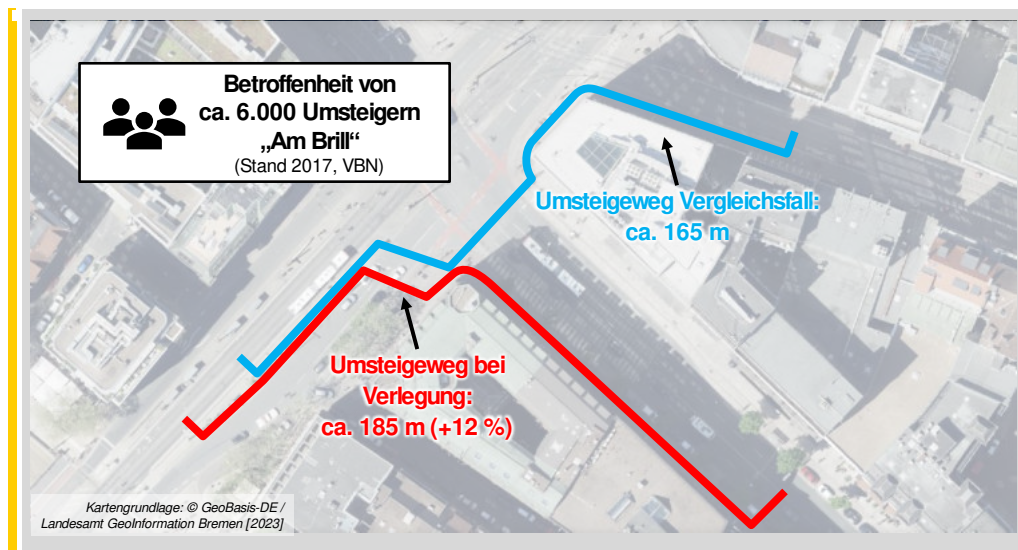 Betroffenheit von
ca. 6.000 Umsteigern
„Am Brill“
(Stand 2017, VBN)
Umsteigeweg Vergleichsfall:
ca. 165 m
Umsteigeweg bei
Verlegung:
ca. 185 m (+12 %)
Kartengrundlage: © GeoBasis-DE /
Landesamt GeoInformation Bremen [2023]